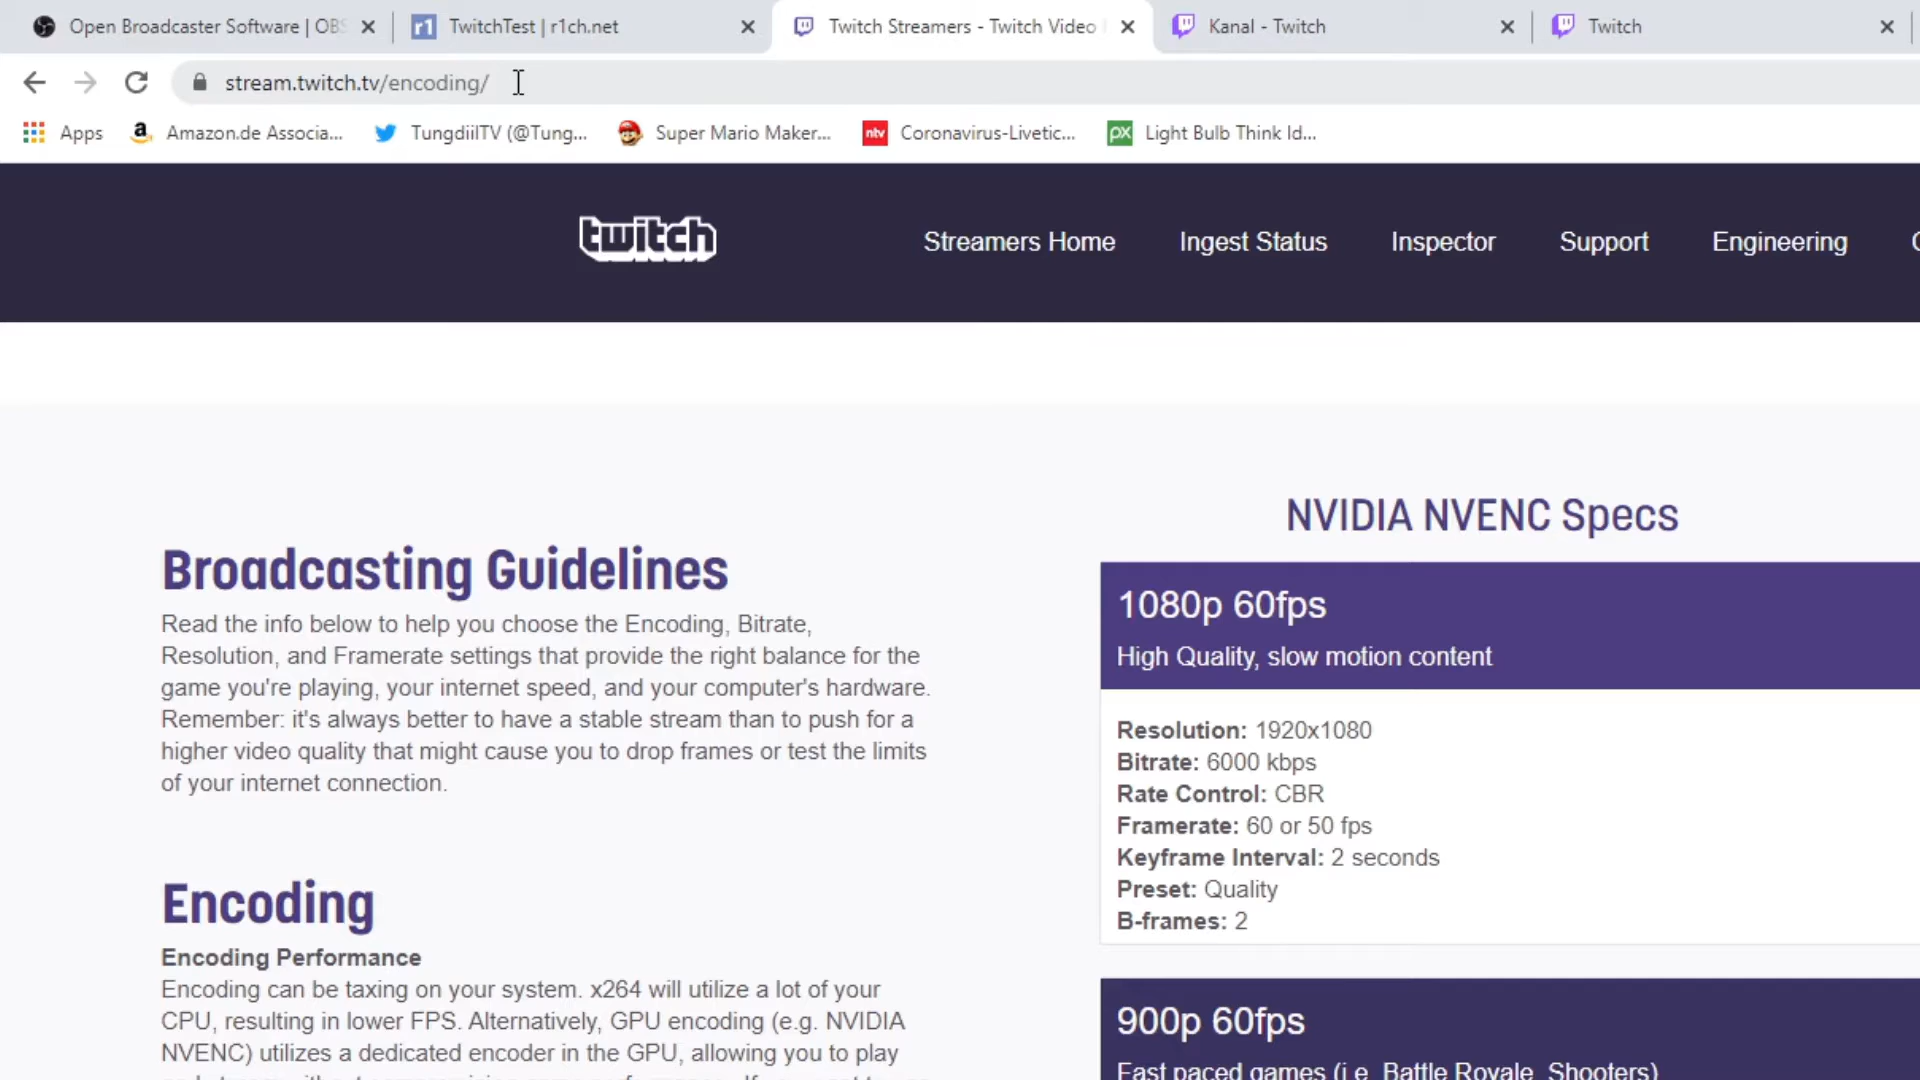 Open Broadcaster Software | OBS
r1 TwitchTest | r1ch.net
Twitch Streamers - Twitch Video
Kanal - Twitch
Twitch
stream.twitch.tv/encoding/
Apps
a Amazon.de Associa...
TungdiilTV (@Tung...
Super Mario Maker...
ntv Coronavirus-Livetic...
px Light Bulb Think Id...
twitch
Streamers Home
Ingest Status
Inspector
Support
Engineering
Broadcasting Guidelines
Read the info below to help you choose the Encoding, Bitrate,
Resolution, and Framerate settings that provide the right balance for the
game you're playing, your internet speed, and your computer's hardware.
Remember: it's always better to have a stable stream than to push for a
higher video quality that might cause you to drop frames or test the limits
of your internet connection.
Encoding
Encoding Performance
Encoding can be taxing on your system. x264 will utilize a lot of your
CPU, resulting in lower FPS. Alternatively, GPU encoding (e.g. NVIDIA
NVENC) utilizes a dedicated encoder in the GPU, allowing you to play
NVIDIA NVENC Specs
1080p 60fps
High Quality, slow motion content
Resolution: 1920x1080
Bitrate: 6000 kbps
Rate Control: CBR
Framerate: 60 or 50 fps
Keyframe Interval: 2 seconds
Preset: Quality
B-frames: 2
900p 60fps
Fast paced games (i.e. Battle Royale, Shooters)